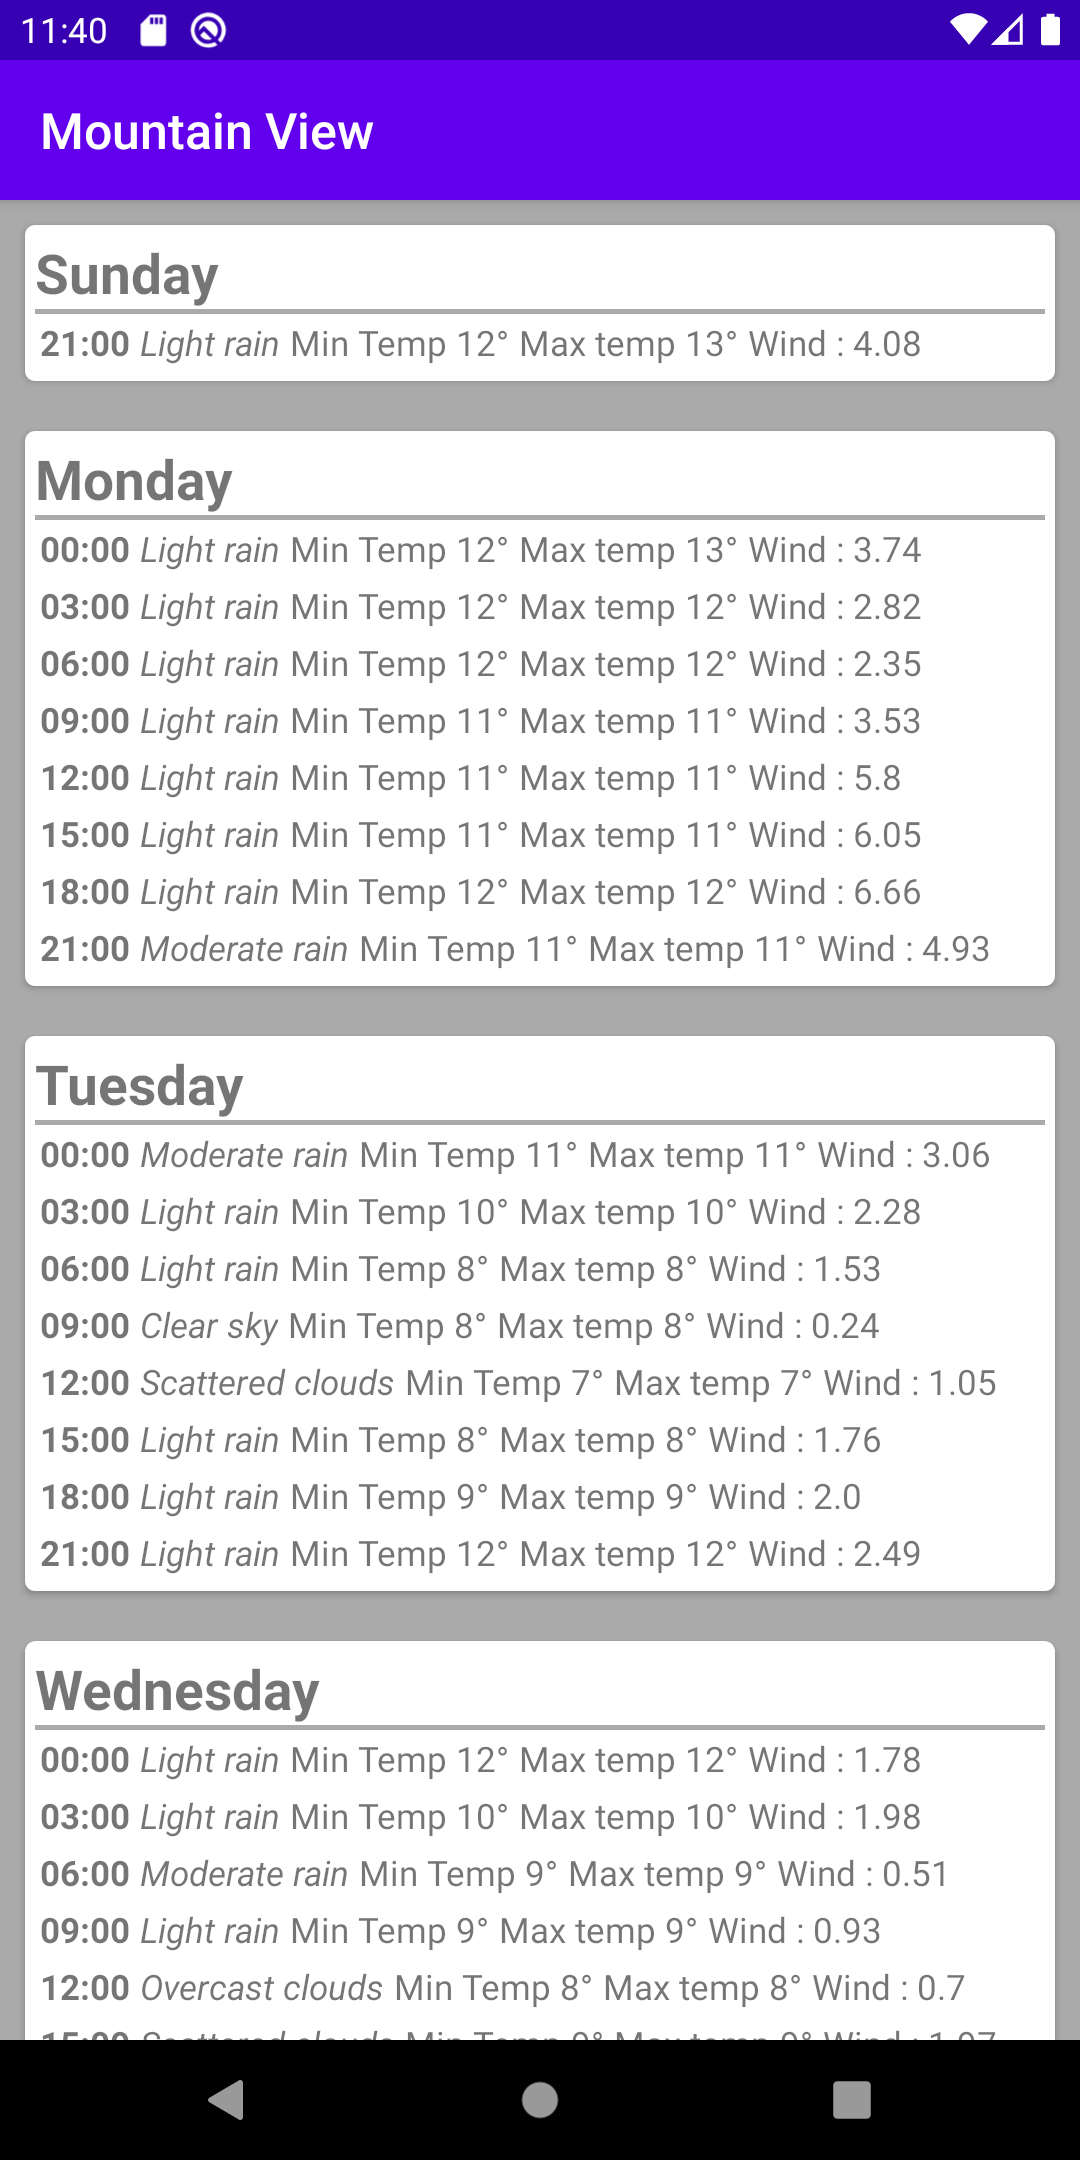 11:40
Mountain View
Sunday
21:00 Light rain Min Temp 12° Max temp 13° Wind : 4.08
Monday
00:00 Light rain Min Temp 12° Max temp 13° Wind : 3.74
03:00 Light rain Min Temp 12° Max temp 12° Wind : 2.82
06:00 Light rain Min Temp 12° Max temp 12° Wind : 2.35
09:00 Light rain Min Temp 11° Max temp 11° Wind : 3.53
12:00 Light rain Min Temp 11° Max temp 11° Wind : 5.8
15:00 Light rain Min Temp 11° Max temp 11° Wind : 6.05
18:00 Light rain Min Temp 12° Max temp 12° Wind : 6.66
21:00 Moderate rain Min Temp 11° Max temp 11° Wind : 4.93
Tuesday
00:00 Moderate rain Min Temp 11° Max temp 11° Wind : 3.06
03:00 Light rain Min Temp 10° Max temp 10° Wind : 2.28
06:00 Light rain Min Temp 8° Max temp 8° Wind : 1.53
09:00 Clear sky Min Temp 8° Max temp 8° Wind : 0.24
12:00 Scattered clouds Min Temp 7° Max temp 7° Wind : 1.05
15:00 Light rain Min Temp 8° Max temp 8° Wind : 1.76
18:00 Light rain Min Temp 9° Max temp 9° Wind : 2.0
21:00 Light rain Min Temp 12° Max temp 12° Wind : 2.49
Wednesday
00:00 Light rain Min Temp 12° Max temp 12° Wind : 1.78
03:00 Light rain Min Temp 10° Max temp 10° Wind : 1.98
06:00 Moderate rain Min Temp 9° Max temp 9° Wind : 0.51
09:00 Light rain Min Temp 9° Max temp 9° Wind : 0.93
12:00 Overcast clouds Min Temp 8° Max temp 8° Wind : 0.7
15:00 Scattered clouds Min Temp Max temp Wind :